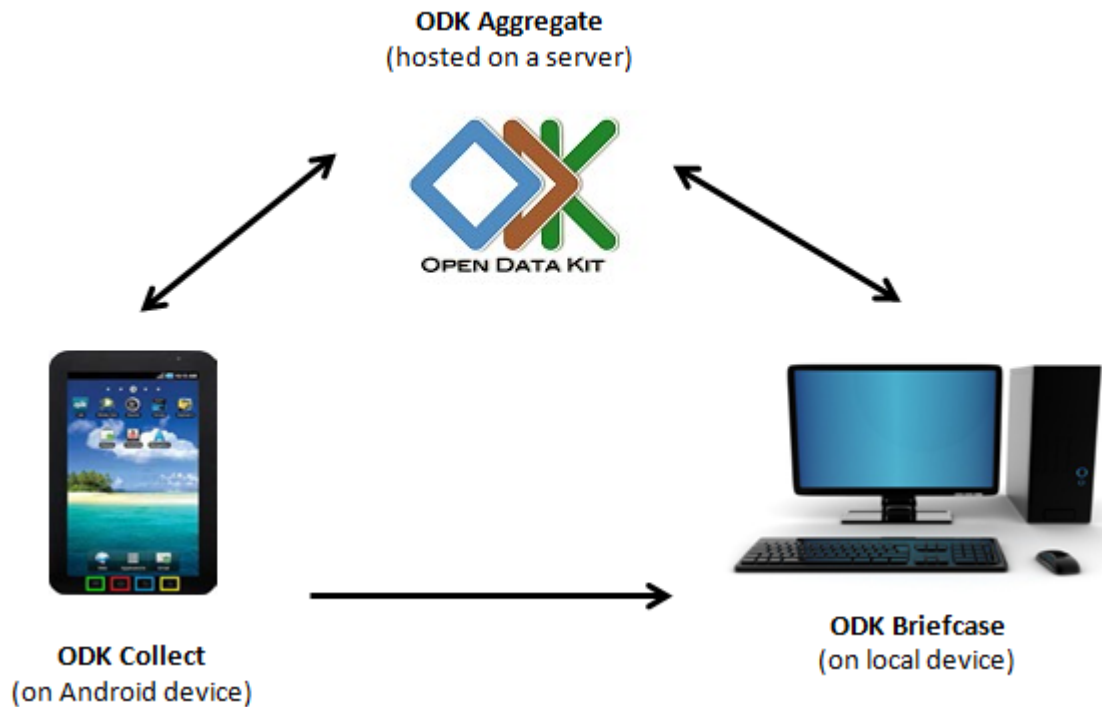 ODK Aggregate
(hosted on a server)
OPEN DATA KIT
ODK Collect
(on Android device)
ODK Briefcase
(on local device)